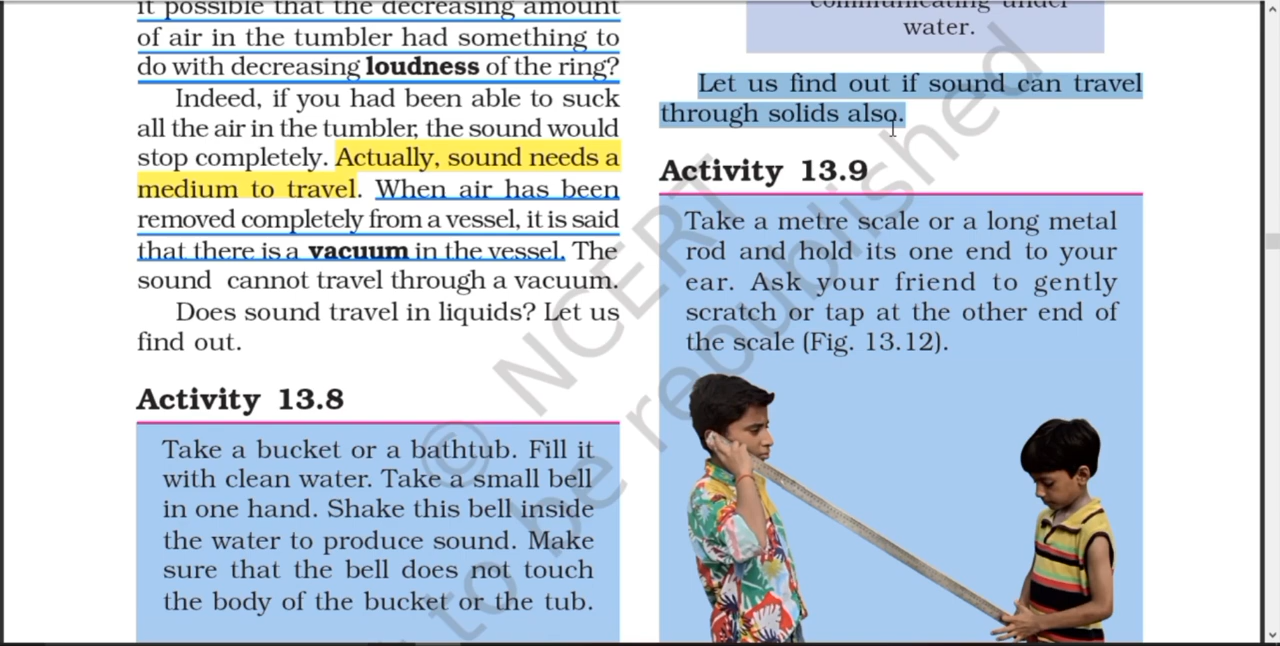 it possible that the decreasing amount
of air in the tumbler had something to
do with decreasing loudness of the ring?
Indeed, if you had been able to suck
all the air in the tumbler, the sound would
stop completely. Actually, sound needs a
medium to travel. When air has been
removed completely from a vessel, it is said
that there is a vacuum in the vessel. The
sound cannot travel through a vacuum.
Does sound travel in liquids? Let us
find out.
Activity 13.8
Take a bucket or a bathtub. Fill it
with clean water. Take a small bell
in one hand. Shake this bell inside
the water to produce sound. Make
sure that the bell does not touch
the body of the bucket or the tub.
communicating under
water.
Let us find out if sound can travel
through solids also.
Activity 13.9
Take a metre scale or a long metal
rod and hold its one end to your
ear. Ask your friend to gently
scratch or tap at the other end of
the scale (Fig. 13.12).
© NCERT
to be republished